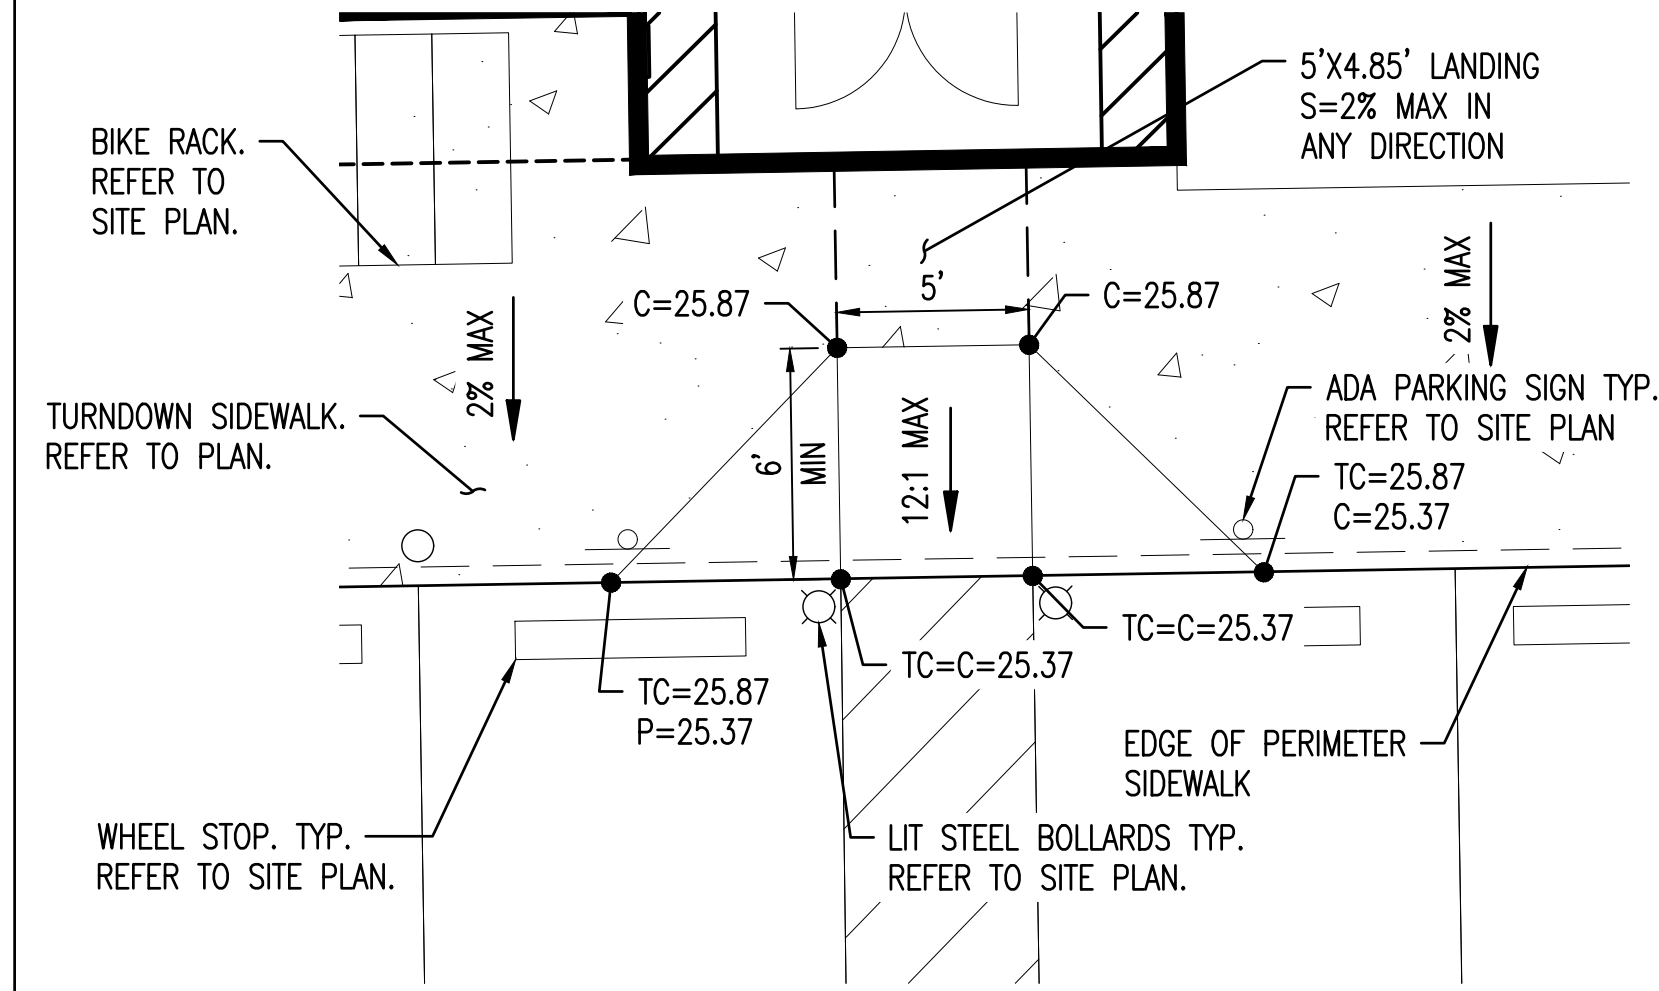 5'X4.85' LANDING
S=2% MAX IN
ANY DIRECTION
BIKE RACK.
REFER TO
SITE PLAN.
2% MAX
5'
C=25.87
C=25.87
2% MAX
ADA PARKING SIGN TYP.
REFER TO SITE PLAN
TURNDOWN SIDEWALK.
REFER TO PLAN.
6'
MIN
12:1 MAX
TC=25.87
C=25.37
TC=C=25.37
TC=C=25.37
TC=25.87
P=25.37
EDGE OF PERIMETER
SIDEWALK
WHEEL STOP. TYP.
REFER TO SITE PLAN.
LIT STEEL BOLLARDS TYP.
REFER TO SITE PLAN.